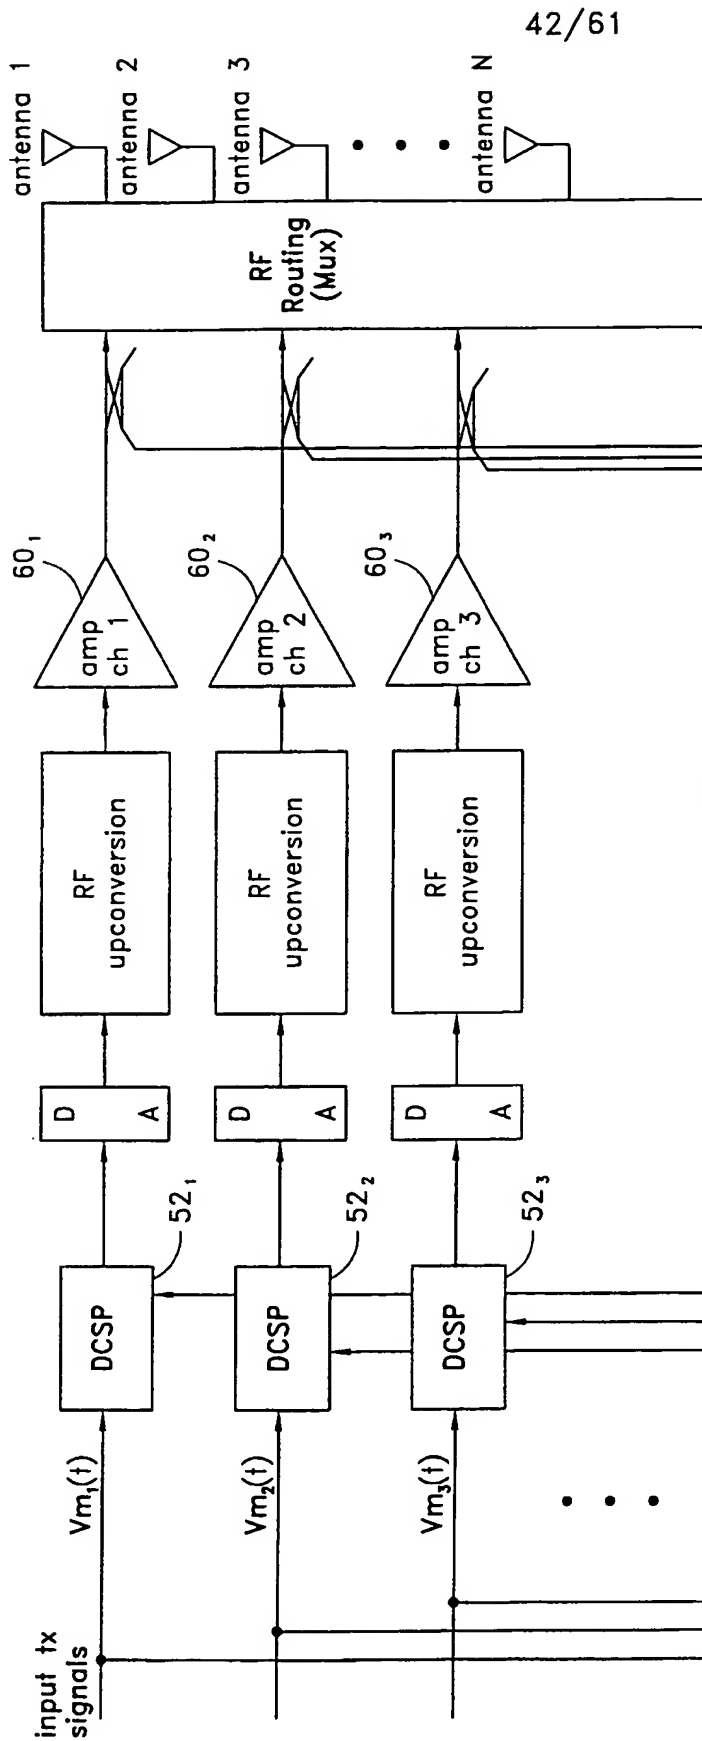 42/61
input tx
signals
Vm₁(t)
DCSP
52₁
D
A
RF
upconversion
amp
ch 1
60₁
Vm₂(t)
DCSP
52₂
D
A
RF
upconversion
amp
ch 2
60₂
Vm₃(t)
DCSP
52₃
D
A
RF
upconversion
amp
ch 3
60₃
RF
Routing
(Mux)
antenna 1
antenna 2
antenna 3
antenna N